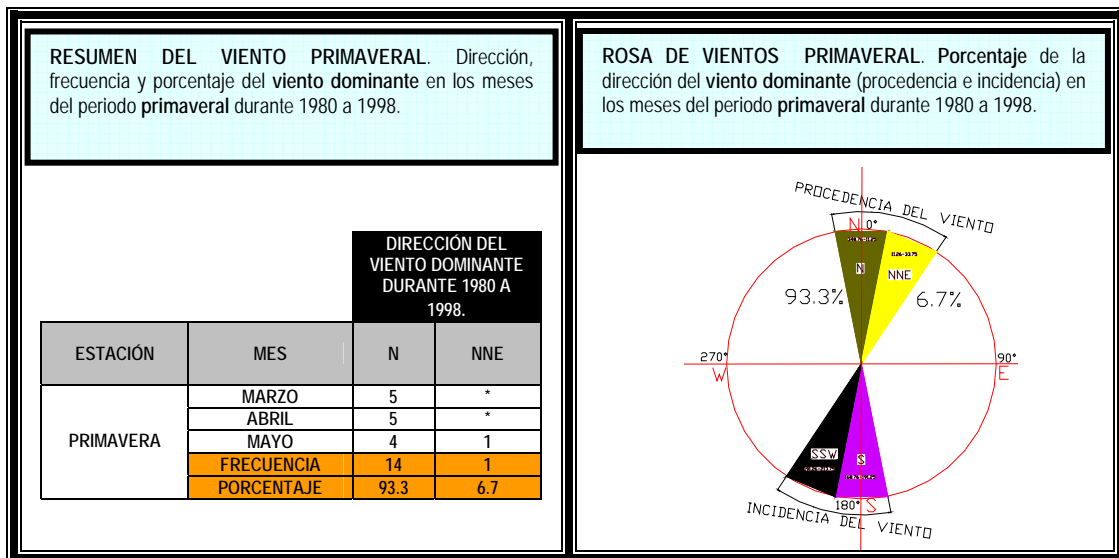 RESUMEN DEL VIENTO PRIMAVERAL. Dirección,
frecuencia y porcentaje del viento dominante en los meses
del periodo primaveral durante 1980 a 1998.
DIRECCIÓN DEL
VIENTO DOMINANTE
DURANTE 1980 A
1998.
ESTACIÓN MES N NNE
PRIMAVERA
MARZO 5 *
ABRIL 5 *
MAYO 4 1
FRECUENCIA 14 1
PORCENTAJE 93.3 6.7
ROSA DE VIENTOS PRIMAVERAL. Porcentaje de la
dirección del viento dominante (procedencia e incidencia) en
los meses del periodo primaveral durante 1980 a 1998.
PROCEDENCIA DEL VIENTO
N 0°
11.26-33.75
N NNE
93.3% 6.7%
270° 90°
W E
SSW S
180° S
INCIDENCIA DEL VIENTO